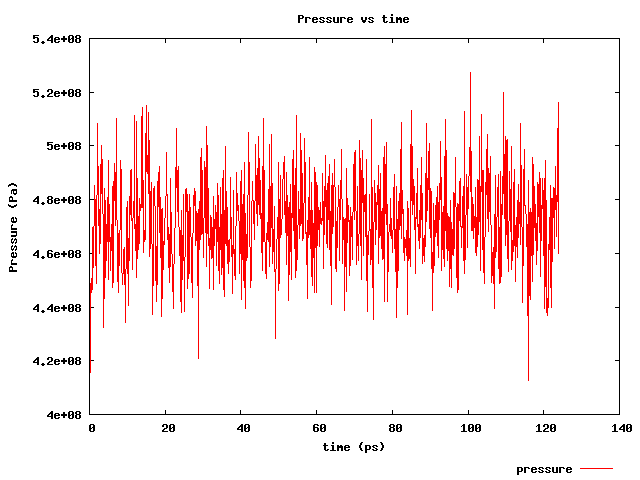 Pressure vs time
5.4e+08
5.2e+08
5e+08
4.8e+08
4.6e+08
4.4e+08
4.2e+08
4e+08
Pressure (Pa)
0 20 40 60 80 100 120 140
time (ps)
pressure